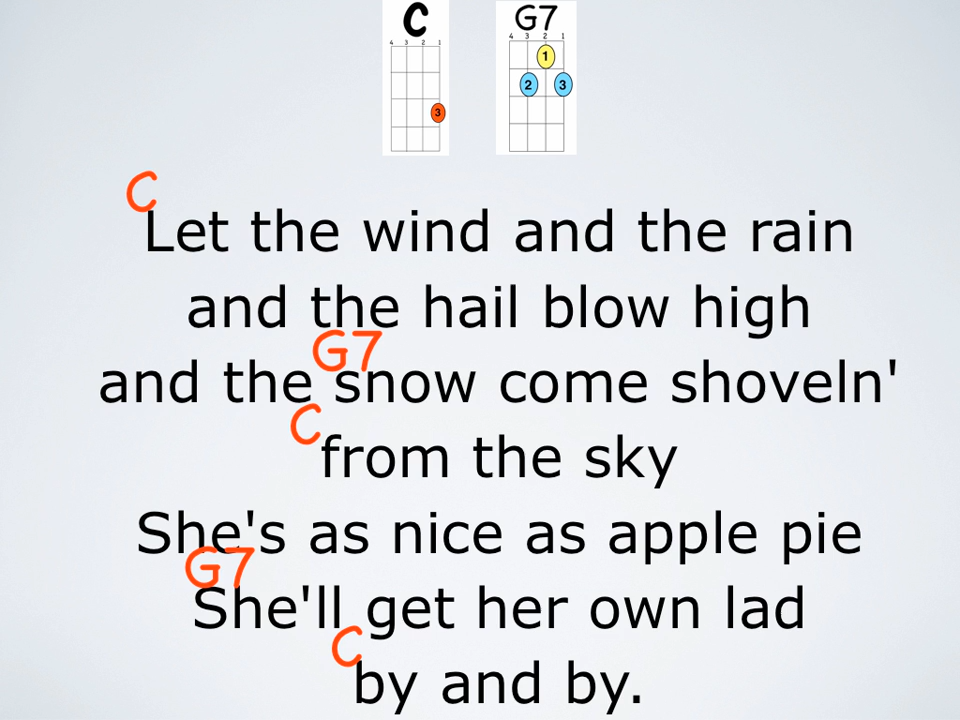 C G7
4 3 2 1 4 3 2 1
1
2 3
3
C
Let the wind and the rain
and the hail blow high
G7
and the snow come shoveln'
C
from the sky
She's as nice as apple pie
G7
She'll get her own lad
C
by and by.